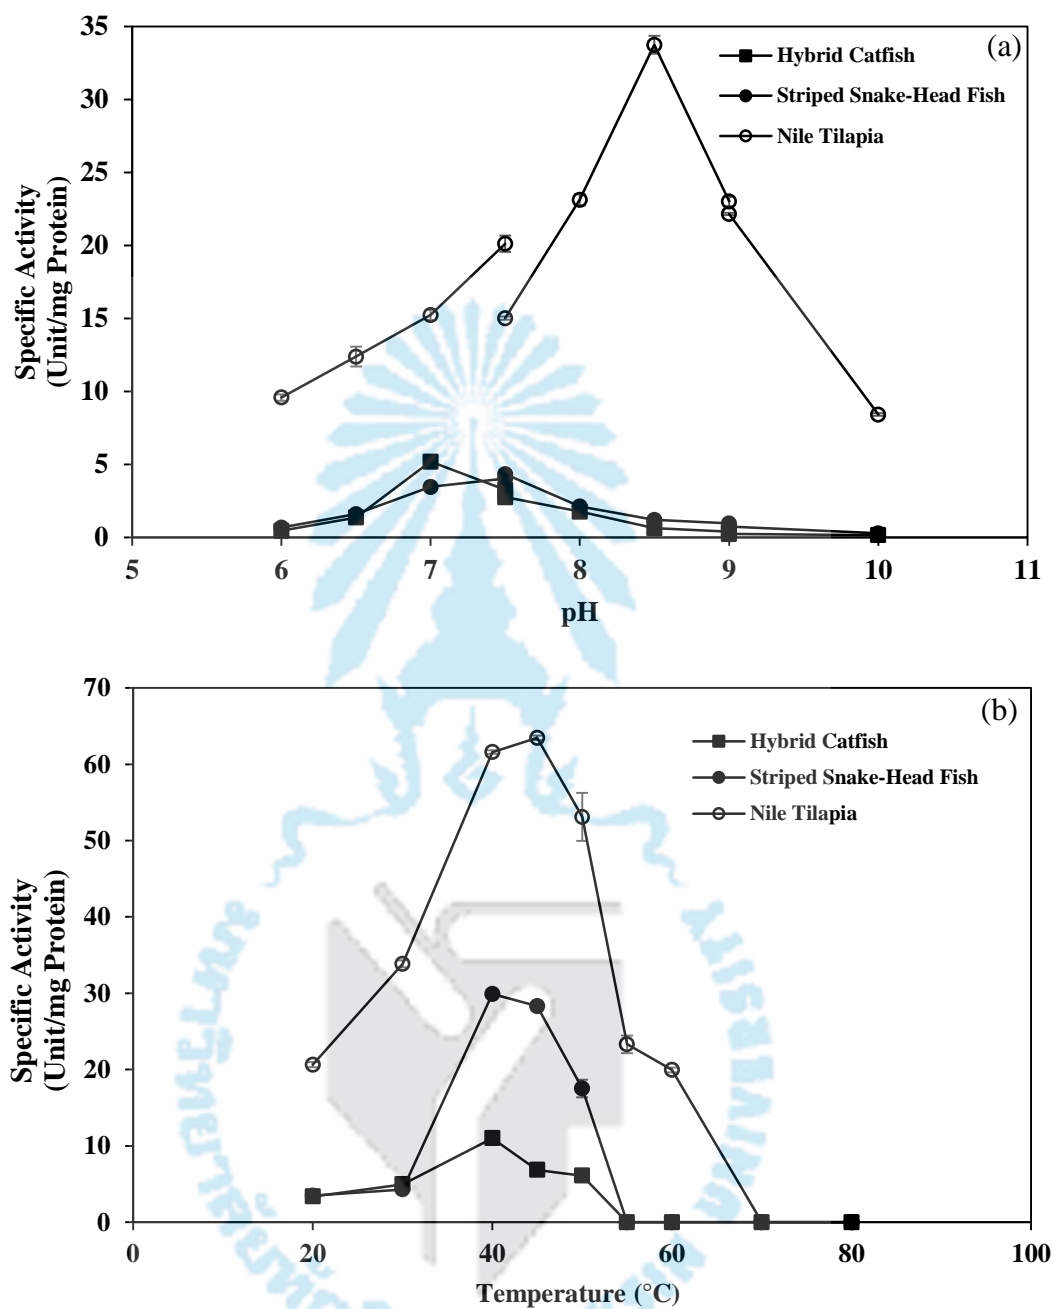 35
(a)
Hybrid Catfish
30
Striped Snake-Head Fish
Nile Tilapia
25
20
Specific Activity
(Unit/mg Protein)
15
10
5
0
5 6 7 8 9 10 11
pH
70
(b)
Hybrid Catfish
60
Striped Snake-Head Fish
Nile Tilapia
50
40
Specific Activity
(Unit/mg Protein)
30
20
10
0
0 20 40 60 80 100
Temperature (°C)